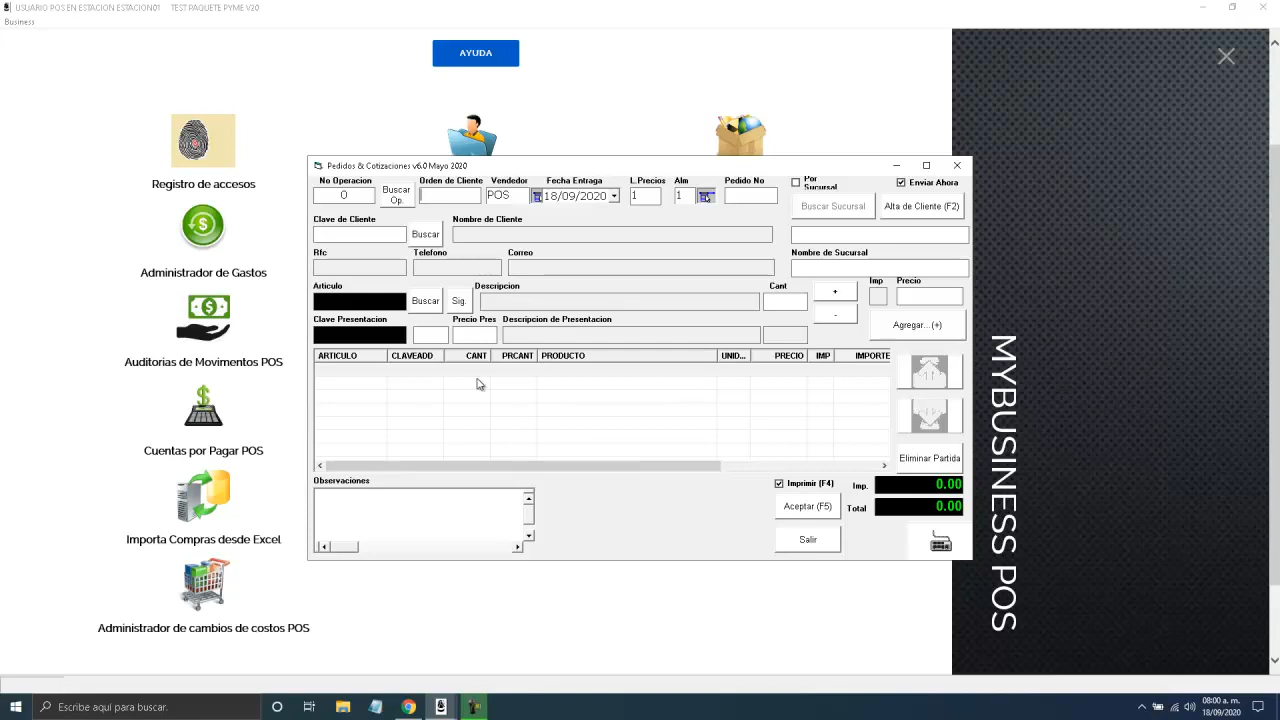 USUARIO POS EN ESTACION ESTACION01 TEST PAQUETE PYME V20
Business
AYUDA
Registro de accesos
Administrador de Gastos
Auditorias de Movimentos POS
Cuentas por Pagar POS
Importa Compras desde Excel
Administrador de cambios de costos POS
Pedidos & Cotizaciones v6.0 Mayo 2020
No Operacion
Orden de Cliente
Vendedor
Fecha Entraga
L.Precios
Alm
Pedido No
Por Sucursal
Enviar Ahora
0
Buscar Op.
POS
18/09/2020
1
1
Buscar Sucursal
Alta de Cliente (F2)
Clave de Cliente
Nombre de Cliente
Buscar
Rfc
Telefono
Correo
Nombre de Sucursal
Articulo
Descripcion
Cant
Imp
Precio
Buscar
Sig.
+
-
Clave Presentacion
Precio Pres
Descripcion de Presentacion
Agregar...(+)
ARTICULO CLAVEADD CANT PRCANT PRODUCTO UNID... PRECIO IMP IMPORTE
Eliminar Partida
Observaciones
Imprimir (F4)
Imp. 0.00
Aceptar (F5)
Total 0.00
Salir
MYBUSINESS POS
Escribe aquí para buscar.
08:00 a. m.
18/09/2020